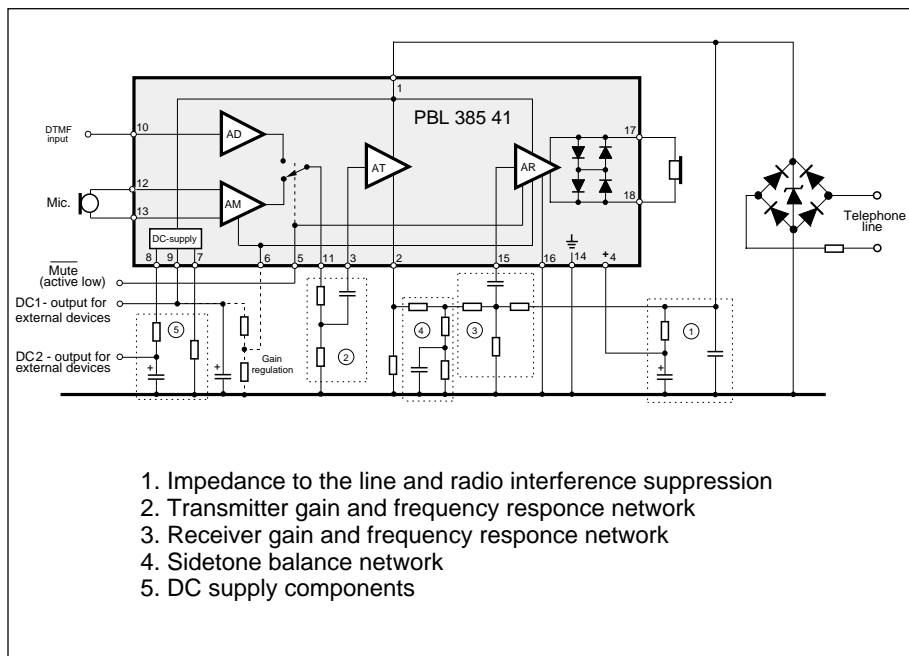 1
PBL 385 41
DTMF
input
10
AD
17
AT
AR
12
Mic.
AM
13
18
Telephone
line
DC-supply
8 9 7 6 5 11 3 2 15 16 14 + 4
Mute
(active low)
DC1 - output for
external devices
5
2
4
3
1
DC2 - output for
external devices
+
+
Gain
regulation
+
1. Impedance to the line and radio interference suppression
2. Transmitter gain and frequency responce network
3. Receiver gain and frequency responce network
4. Sidetone balance network
5. DC supply components